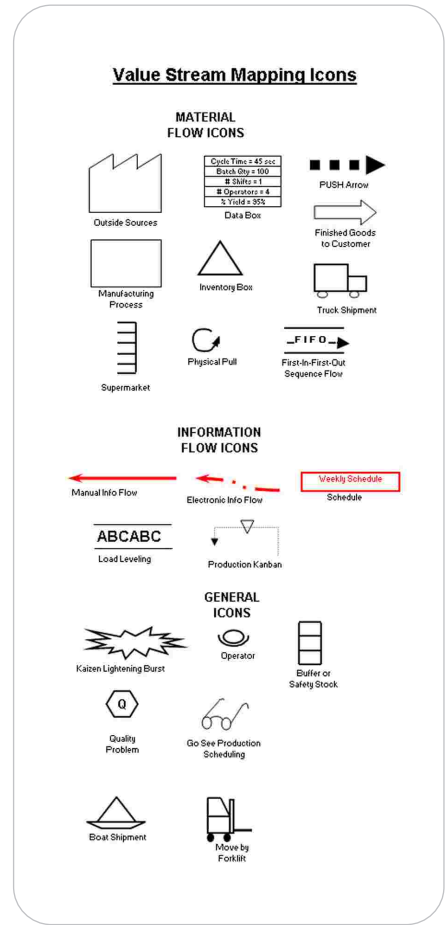 Value Stream Mapping Icons
MATERIAL
FLOW ICONS
Outside Sources
Cycle Time = 45 sec
Batch Qty = 100
# Shifts = 1
# Operators = 4
% Yield = 95%
Data Box
PUSH Arrow
Finished Goods
to Customer
Manufacturing
Process
Inventory Box
Truck Shipment
Supermarket
Physical Pull
FIFO
First-In-First-Out
Sequence Flow
INFORMATION
FLOW ICONS
Manual Info Flow
Electronic Info Flow
Weekly Schedule
Schedule
ABCABC
Load Leveling
Production Kanban
GENERAL
ICONS
Kaizen Lightening Burst
Operator
Buffer or
Safety Stock
Q
Quality
Problem
Go See Production
Scheduling
Boat Shipment
Move by
Forklift